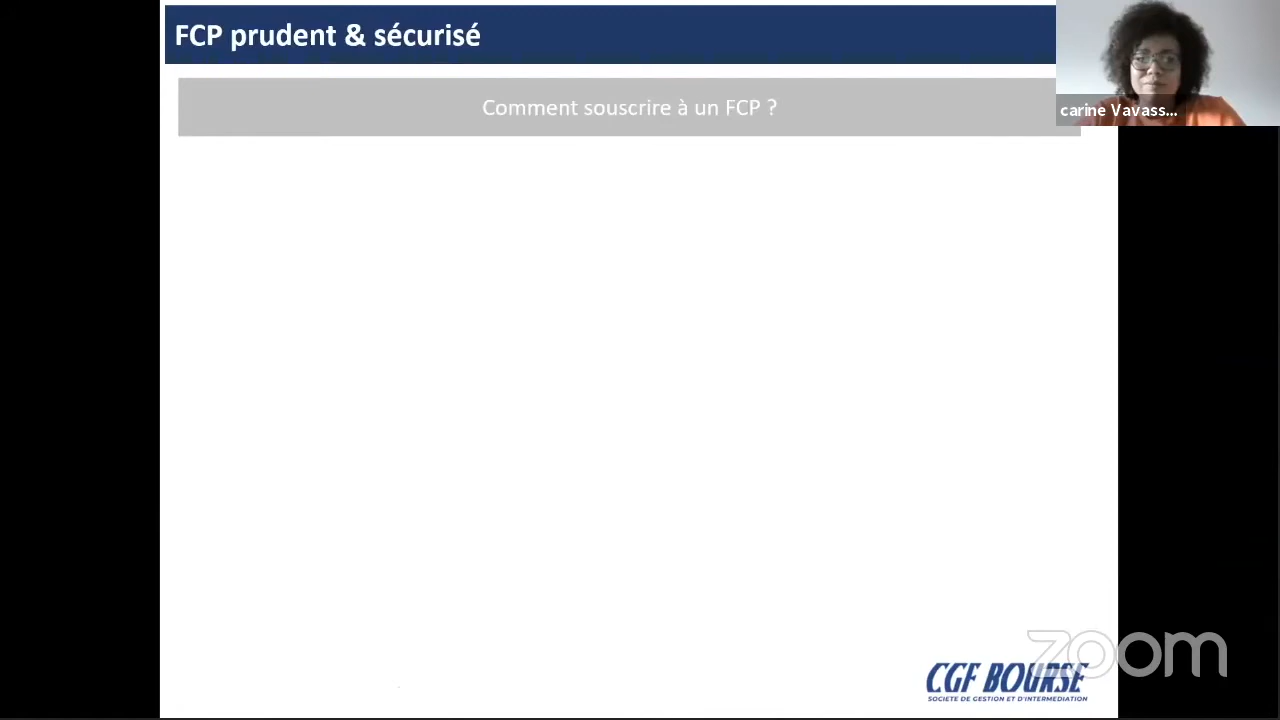 FCP prudent & sécurisé
Comment souscrire à un FCP ?
carine Vavass...
zoom
CGF BOURSE
SOCIETE DE GESTION ET D'INTERMEDIATION